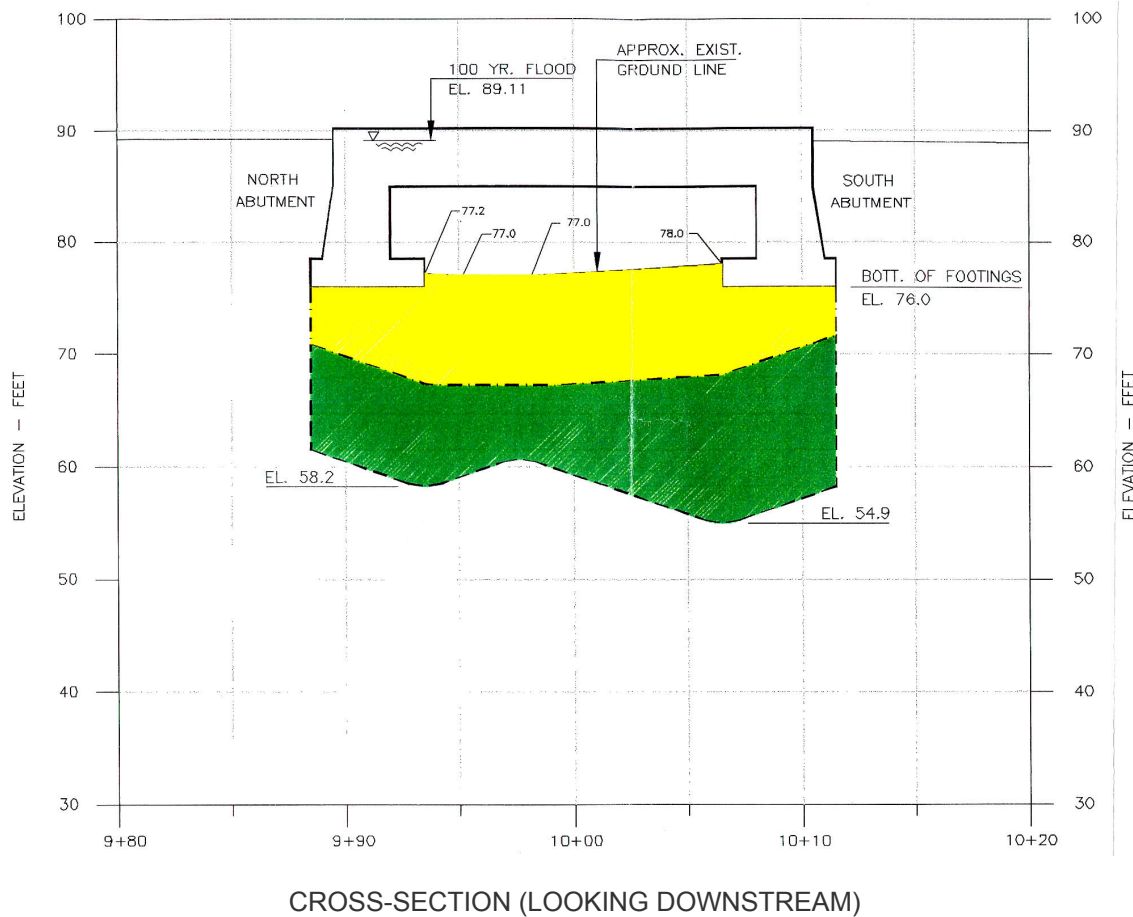 100
100
APPROX. EXIST.
GROUND LINE
100 YR. FLOOD
EL. 89.11
90
90
NORTH
ABUTMENT
SOUTH
ABUTMENT
77.2
77.0
77.0
78.0
80
80
BOTT. OF FOOTINGS
EL. 76.0
70
70
ELEVATION - FEET
ELEVATION - FEET
60
60
EL. 58.2
EL. 54.9
50
50
40
40
30
30
9+80
9+90
10+00
10+10
10+20
CROSS-SECTION (LOOKING DOWNSTREAM)